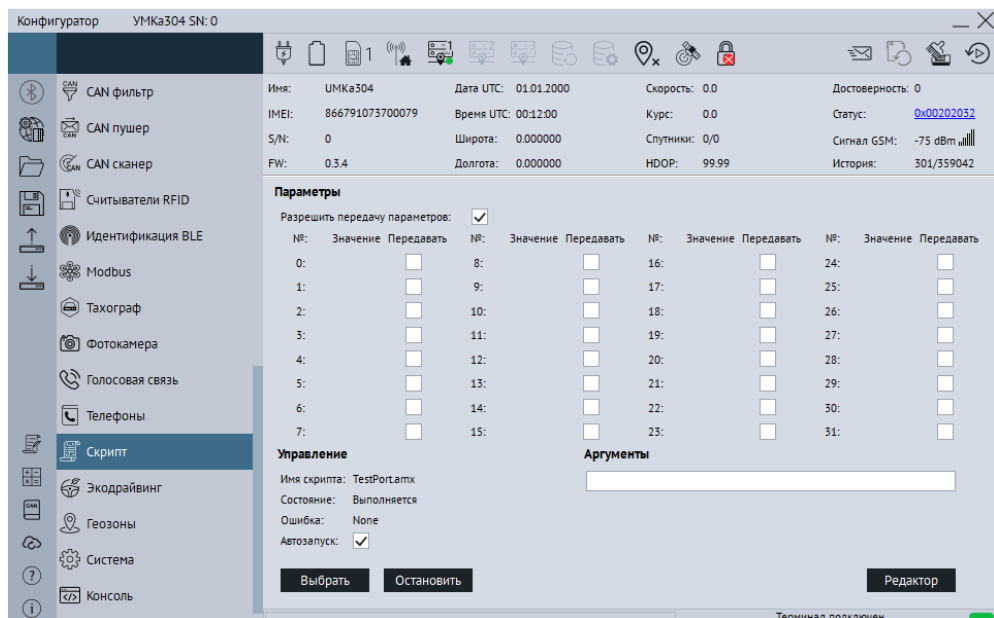 Конфигуратор УМКа304 SN: 0
1
CAN фильтр
CAN пушер
CAN сканер
Считыватели RFID
Идентификация BLE
Modbus
Тахограф
Фотокамера
Голосовая связь
Телефоны
Скрипт
Экодрайвинг
Геозоны
Система
Консоль
Имя: УМКа304 Дата UTC: 01.01.2000 Скорость: 0.0 Достоверность: 0
IMEI: 866791073700079 Время UTC: 00:12:00 Курс: 0.0 Статус: 0x00202032
S/N: 0 Широта: 0.000000 Спутники: 0/0 Сигнал GSM: -75 dBm
FW: 0.3.4 Долгота: 0.000000 HDOP: 99.99 История: 301/359042
Параметры
Разрешить передачу параметров:
№: Значение Передавать №: Значение Передавать №: Значение Передавать №: Значение Передавать
0: 8: 16: 24:
1: 9: 17: 25:
2: 10: 18: 26:
3: 11: 19: 27:
4: 12: 20: 28:
5: 13: 21: 29:
6: 14: 22: 30:
7: 15: 23: 31:
Управление Аргументы
Имя скрипта: TestPort.amx
Состояние: Выполняется
Ошибка: None
Автозапуск:
Выбрать Остановить Редактор
Терминал подключен